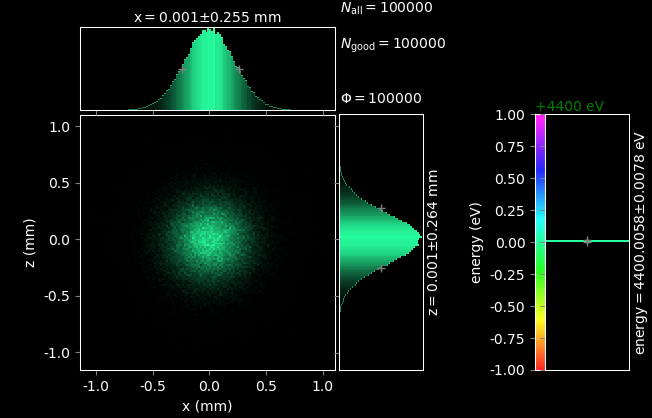 x = 0.001±0.255 mm
N_all = 100000
N_good = 100000
Φ = 100000
+4400 eV
1.0
0.5
0.0
-0.5
-1.0
z (mm)
-1.0
-0.5
0.0
0.5
1.0
x (mm)
z = 0.001±0.264 mm
1.00
0.75
0.50
0.25
0.00
-0.25
-0.50
-0.75
-1.00
energy (eV)
energy = 4400.0058±0.0078 eV